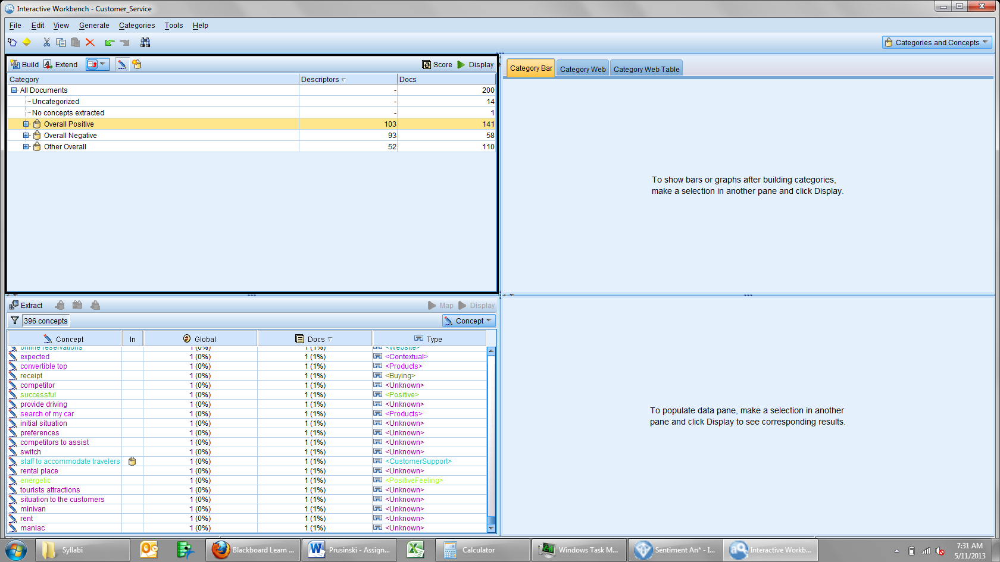 Interactive Workbench - Customer_Service
File Edit View Generate Categories Tools Help
Categories and Concepts
Build Extend Score Display
Category Descriptors Docs
All Documents - 200
Uncategorized - 14
No concepts extracted - 1
Overall Positive 103 141
Overall Negative 93 58
Other Overall 52 110
Category Bar Category Web Category Web Table
To show bars or graphs after building categories,
make a selection in another pane and click Display.
Extract Map Display
396 concepts Concept
Concept In Global Docs Type
online reservations 1 (0%) 1 (1%) <Website>
expected 1 (0%) 1 (1%) <Contextual>
convertible top 1 (0%) 1 (1%) <Products>
receipt 1 (0%) 1 (1%) <Buying>
competitor 1 (0%) 1 (1%) <Unknown>
successful 1 (0%) 1 (1%) <Positive>
provide driving 1 (0%) 1 (1%) <Unknown>
search of my car 1 (0%) 1 (1%) <Products>
initial situation 1 (0%) 1 (1%) <Unknown>
preferences 1 (0%) 1 (1%) <Unknown>
competitors to assist 1 (0%) 1 (1%) <Unknown>
switch 1 (0%) 1 (1%) <Unknown>
staff to accommodate travelers 1 (0%) 1 (1%) <CustomerSupport>
rental place 1 (0%) 1 (1%) <Unknown>
energetic 1 (0%) 1 (1%) <PositiveFeeling>
tourists attractions 1 (0%) 1 (1%) <Unknown>
situation to the customers 1 (0%) 1 (1%) <Unknown>
minivan 1 (0%) 1 (1%) <Unknown>
rent 1 (0%) 1 (1%) <Unknown>
maniac 1 (0%) 1 (1%) <Unknown>
To populate data pane, make a selection in another
pane and click Display to see corresponding results.
Syllabi Blackboard Learn ... Prusinski - Assign... Calculator Windows Task M... Sentiment An* - I... Interactive Workb...
7:31 AM
5/11/2013